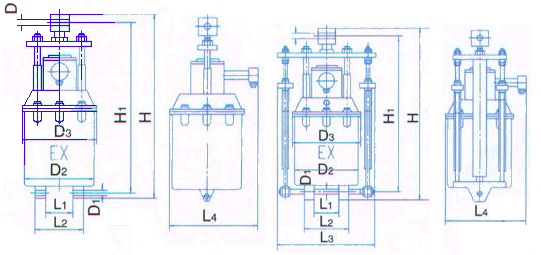 D
H₁
H
D₃
EX
D₂
D₁
L₁
L₂
L₄
H₁
H
D₃
EX
D₂
D₁
L₁
L₂
L₃
L₄